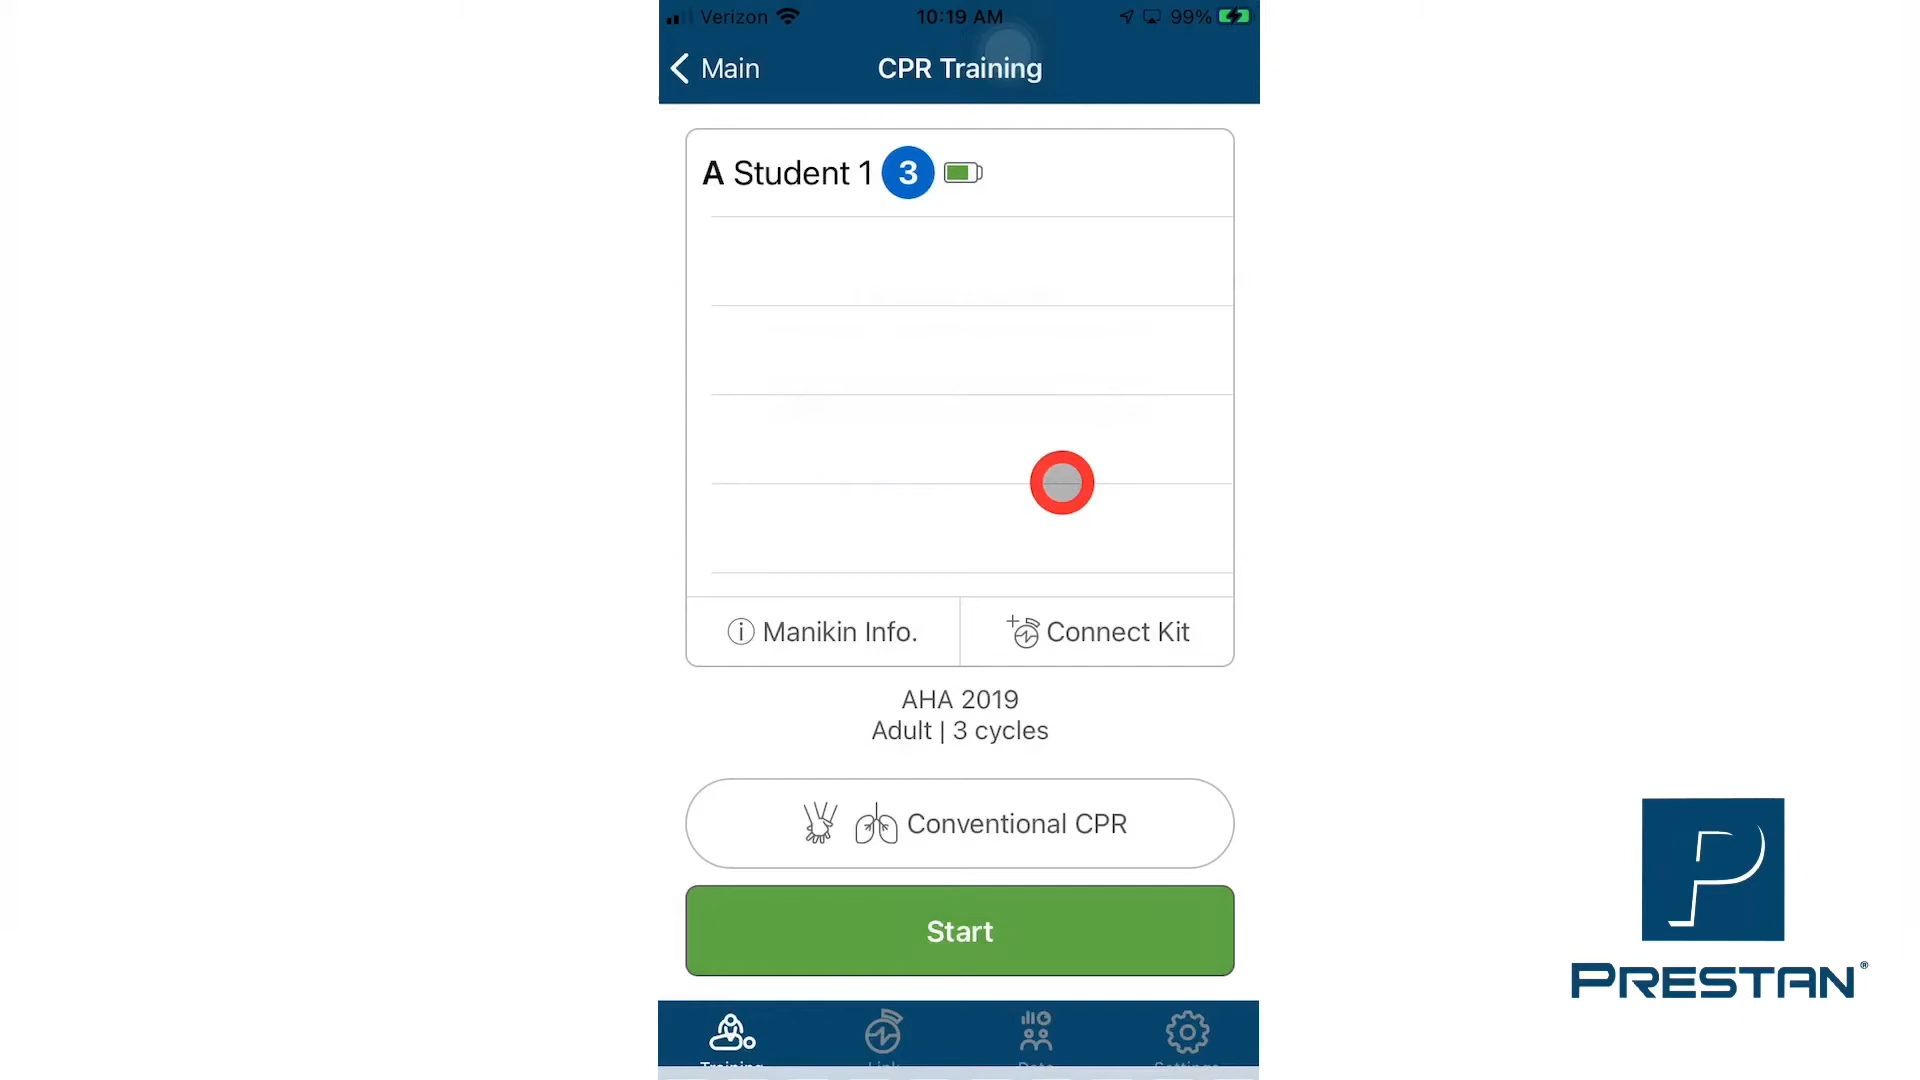 Verizon 10:19 AM 99%
Main CPR Training
A Student 1 3
Manikin Info. Connect Kit
AHA 2019
Adult | 3 cycles
Conventional CPR
Start
P
PRESTAN®
Training